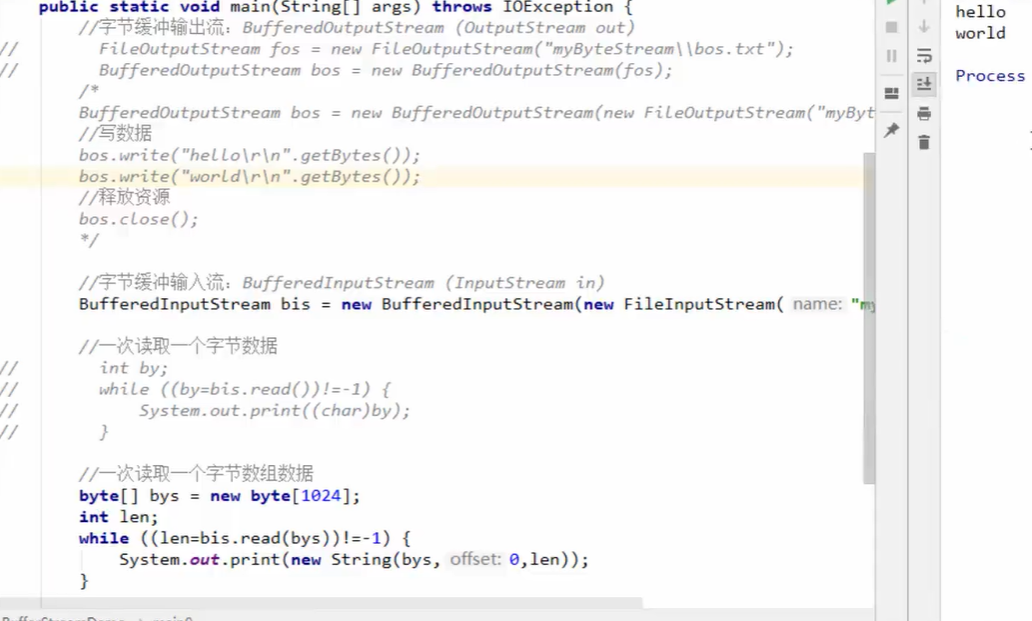 public static void main(String[] args) throws IOException {
//字节缓冲输出流：BufferedOutputStream (OutputStream out)
// FileOutputStream fos = new FileOutputStream("myByteStream\\bos.txt");
// BufferedOutputStream bos = new BufferedOutputStream(fos);
/*
BufferedOutputStream bos = new BufferedOutputStream(new FileOutputStream("myByt
//写数据
bos.write("hello\r\n".getBytes());
bos.write("world\r\n".getBytes());
//释放资源
bos.close();
*/
//字节缓冲输入流：BufferedInputStream (InputStream in)
BufferedInputStream bis = new BufferedInputStream(new FileInputStream( name: "my
//一次读取一个字节数据
// int by;
// while ((by=bis.read())!=-1) {
// System.out.print((char)by);
// }
//一次读取一个字节数组数据
byte[] bys = new byte[1024];
int len;
while ((len=bis.read(bys))!=-1) {
System.out.print(new String(bys, offset: 0,len));
}
hello
world
Process